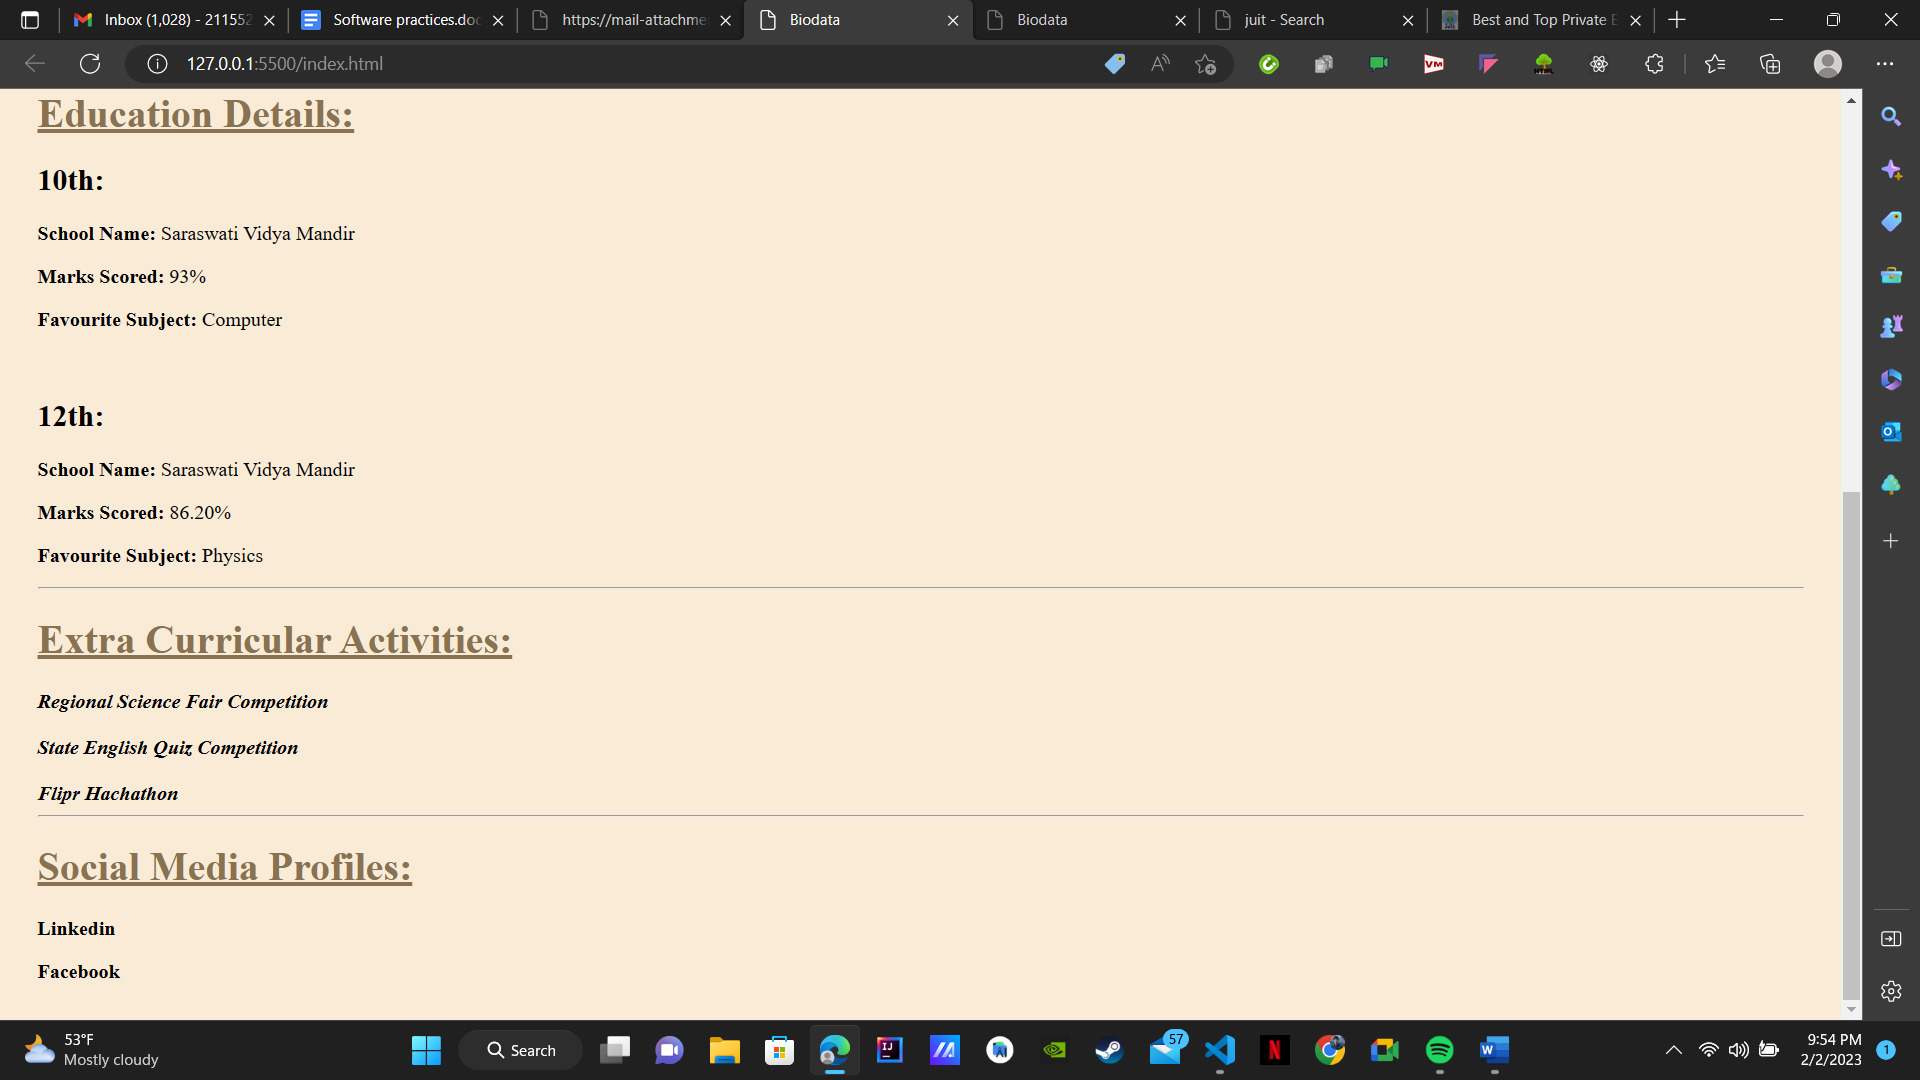 Inbox (1,028) - 211552
Software practices.doc
https://mail-attachme
Biodata
Biodata
juit - Search
Best and Top Private E
127.0.0.1:5500/index.html
Education Details:
10th:
School Name: Saraswati Vidya Mandir
Marks Scored: 93%
Favourite Subject: Computer
12th:
School Name: Saraswati Vidya Mandir
Marks Scored: 86.20%
Favourite Subject: Physics
Extra Curricular Activities:
Regional Science Fair Competition
State English Quiz Competition
Flipr Hachathon
Social Media Profiles:
Linkedin
Facebook
53°F
Mostly cloudy
Search
57
9:54 PM
2/2/2023
1